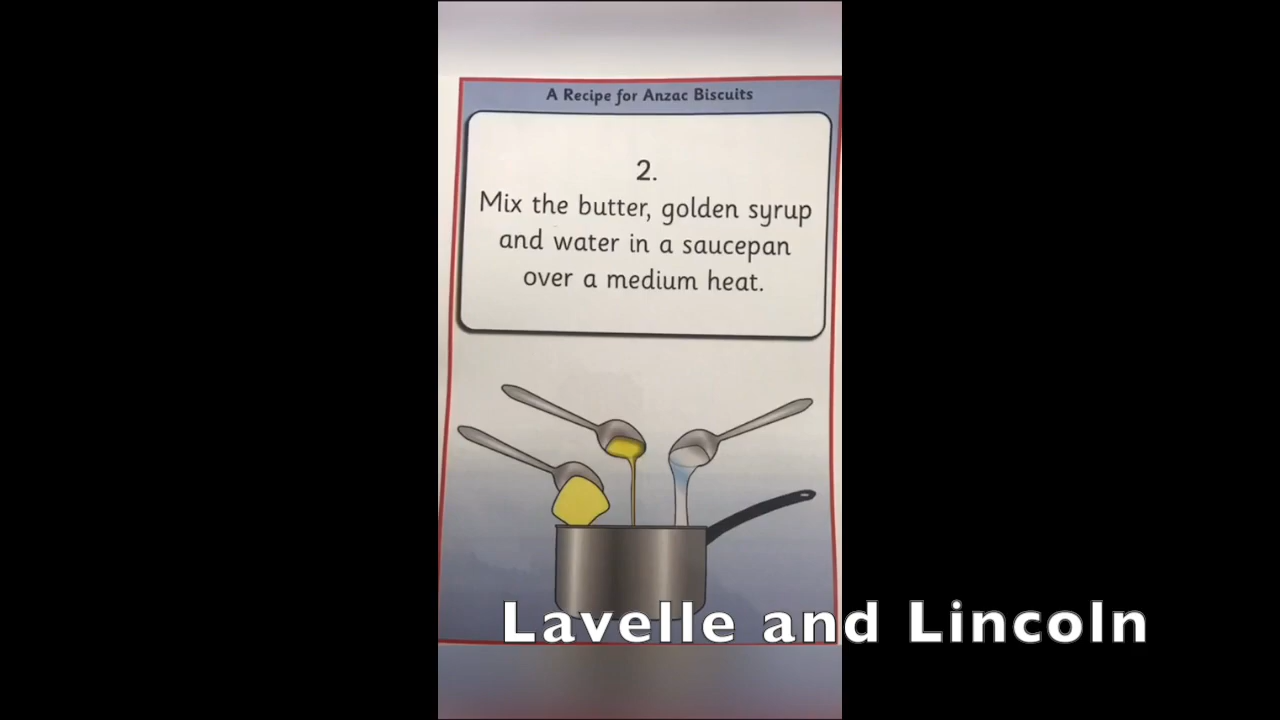 A Recipe for Anzac Biscuits
2.
Mix the butter, golden syrup
and water in a saucepan
over a medium heat.
Lavelle and Lincoln